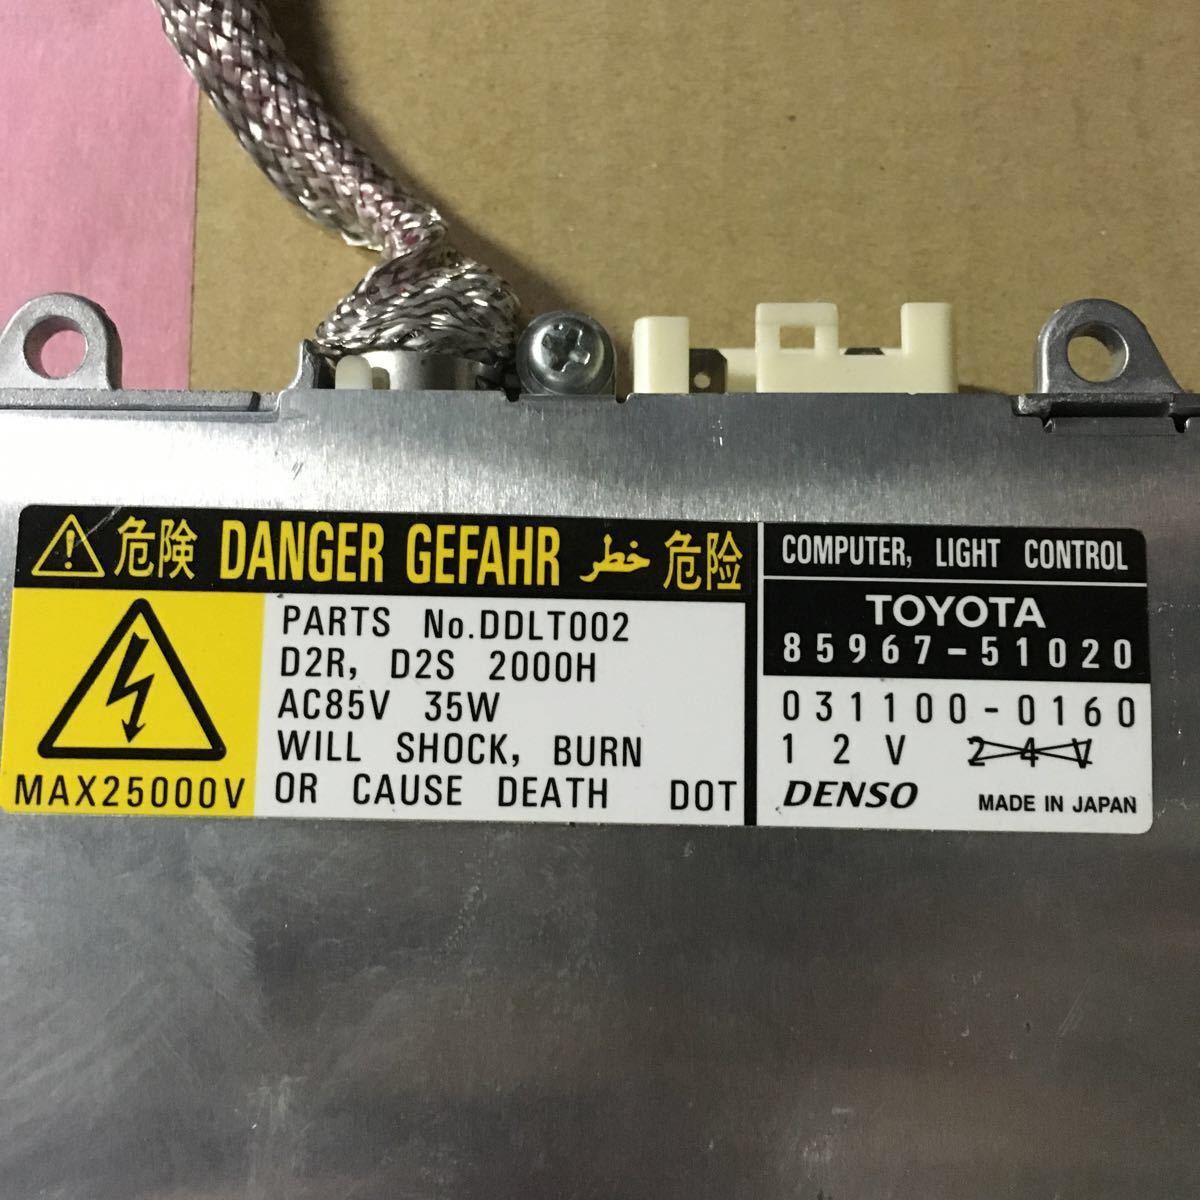 危険 DANGER GEFAHR خطر 危险
PARTS No.DDLT002
D2R, D2S 2000H
AC85V 35W
WILL SHOCK, BURN
OR CAUSE DEATH DOT
MAX25000V
COMPUTER, LIGHT CONTROL
TOYOTA
85967-51020
031100-0160
12V 24V
DENSO MADE IN JAPAN